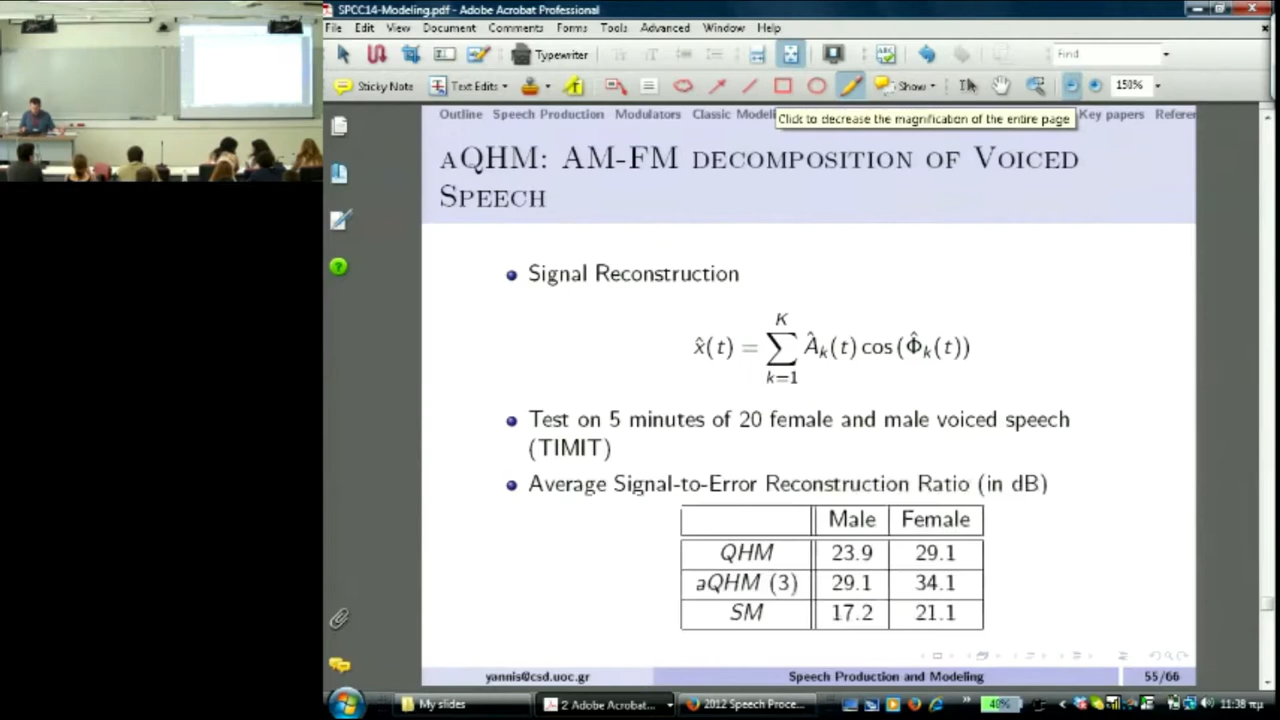 SPCC14-Modeling.pdf - Adobe Acrobat Professional
File Edit View Document Comments Forms Tools Advanced Window Help
Typewriter
Find
Sticky Note
Text Edits
Show
150%
Click to decrease the magnification of the entire page
Outline Speech Production Modulators Classic Modeli
Key papers Referen
aQHM: AM-FM decomposition of Voiced
Speech
Signal Reconstruction
x̂(t) = ∑ₖ₌₁ᴷ Âₖ(t) cos(Φ̂ₖ(t))
Test on 5 minutes of 20 female and male voiced speech
(TIMIT)
Average Signal-to-Error Reconstruction Ratio (in dB)
Male Female
QHM 23.9 29.1
aQHM (3) 29.1 34.1
SM 17.2 21.1
yannis@csd.uoc.gr
Speech Production and Modeling
55/66
My slides
2 Adobe Acrobat...
2012 Speech Proce...
40%
11:38 πμ